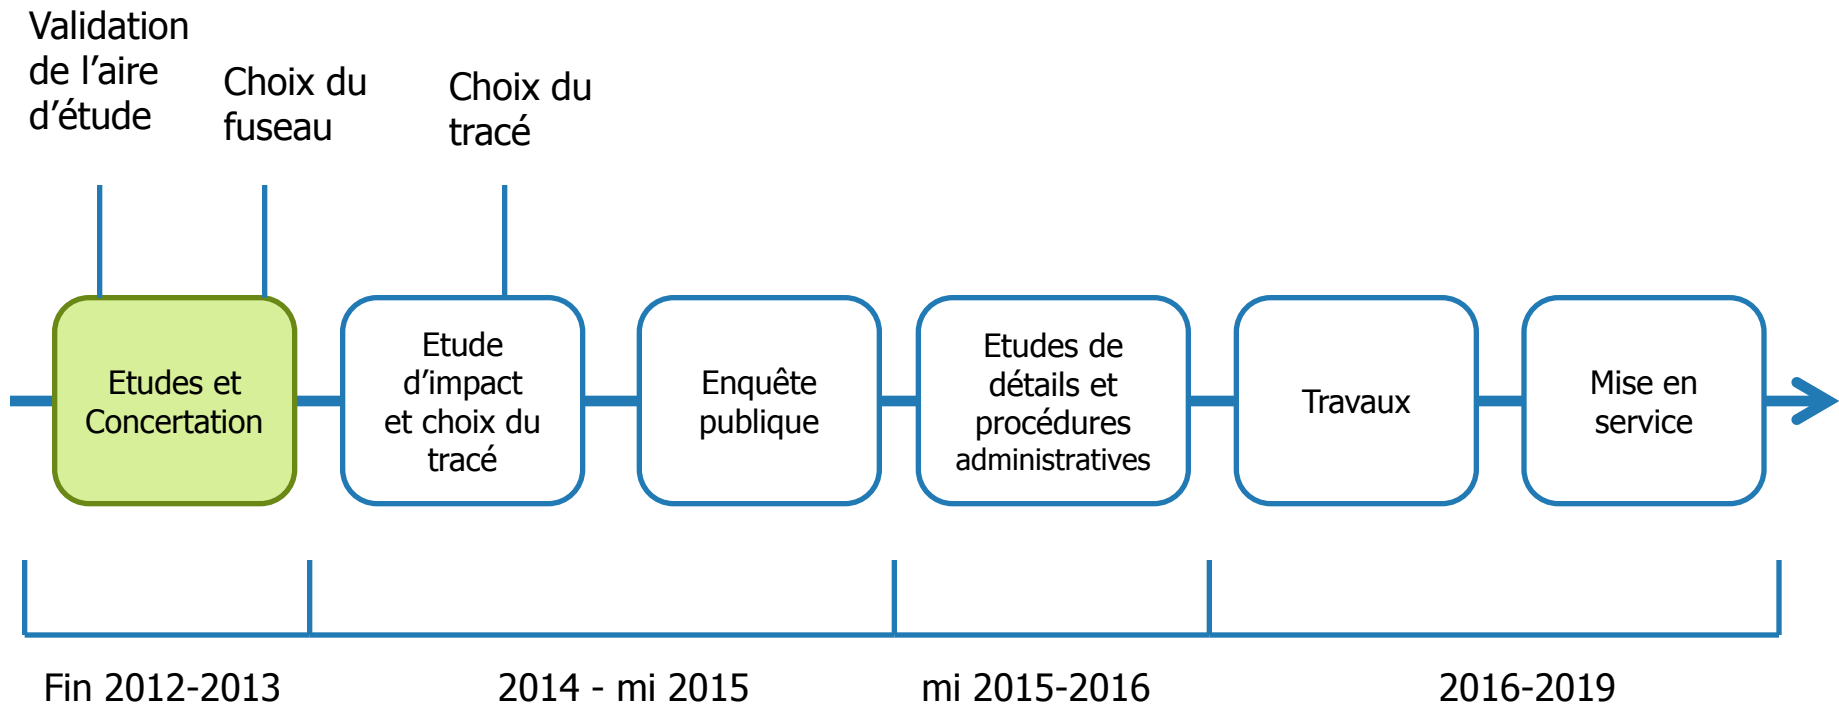 Validation
de l’aire
d’étude
Choix du
fuseau
Choix du
tracé
Etudes et
Concertation
Etude
d’impact
et choix du
tracé
Enquête
publique
Etudes de
détails et
procédures
administratives
Travaux
Mise en
service
Fin 2012-2013
2014 - mi 2015
mi 2015-2016
2016-2019